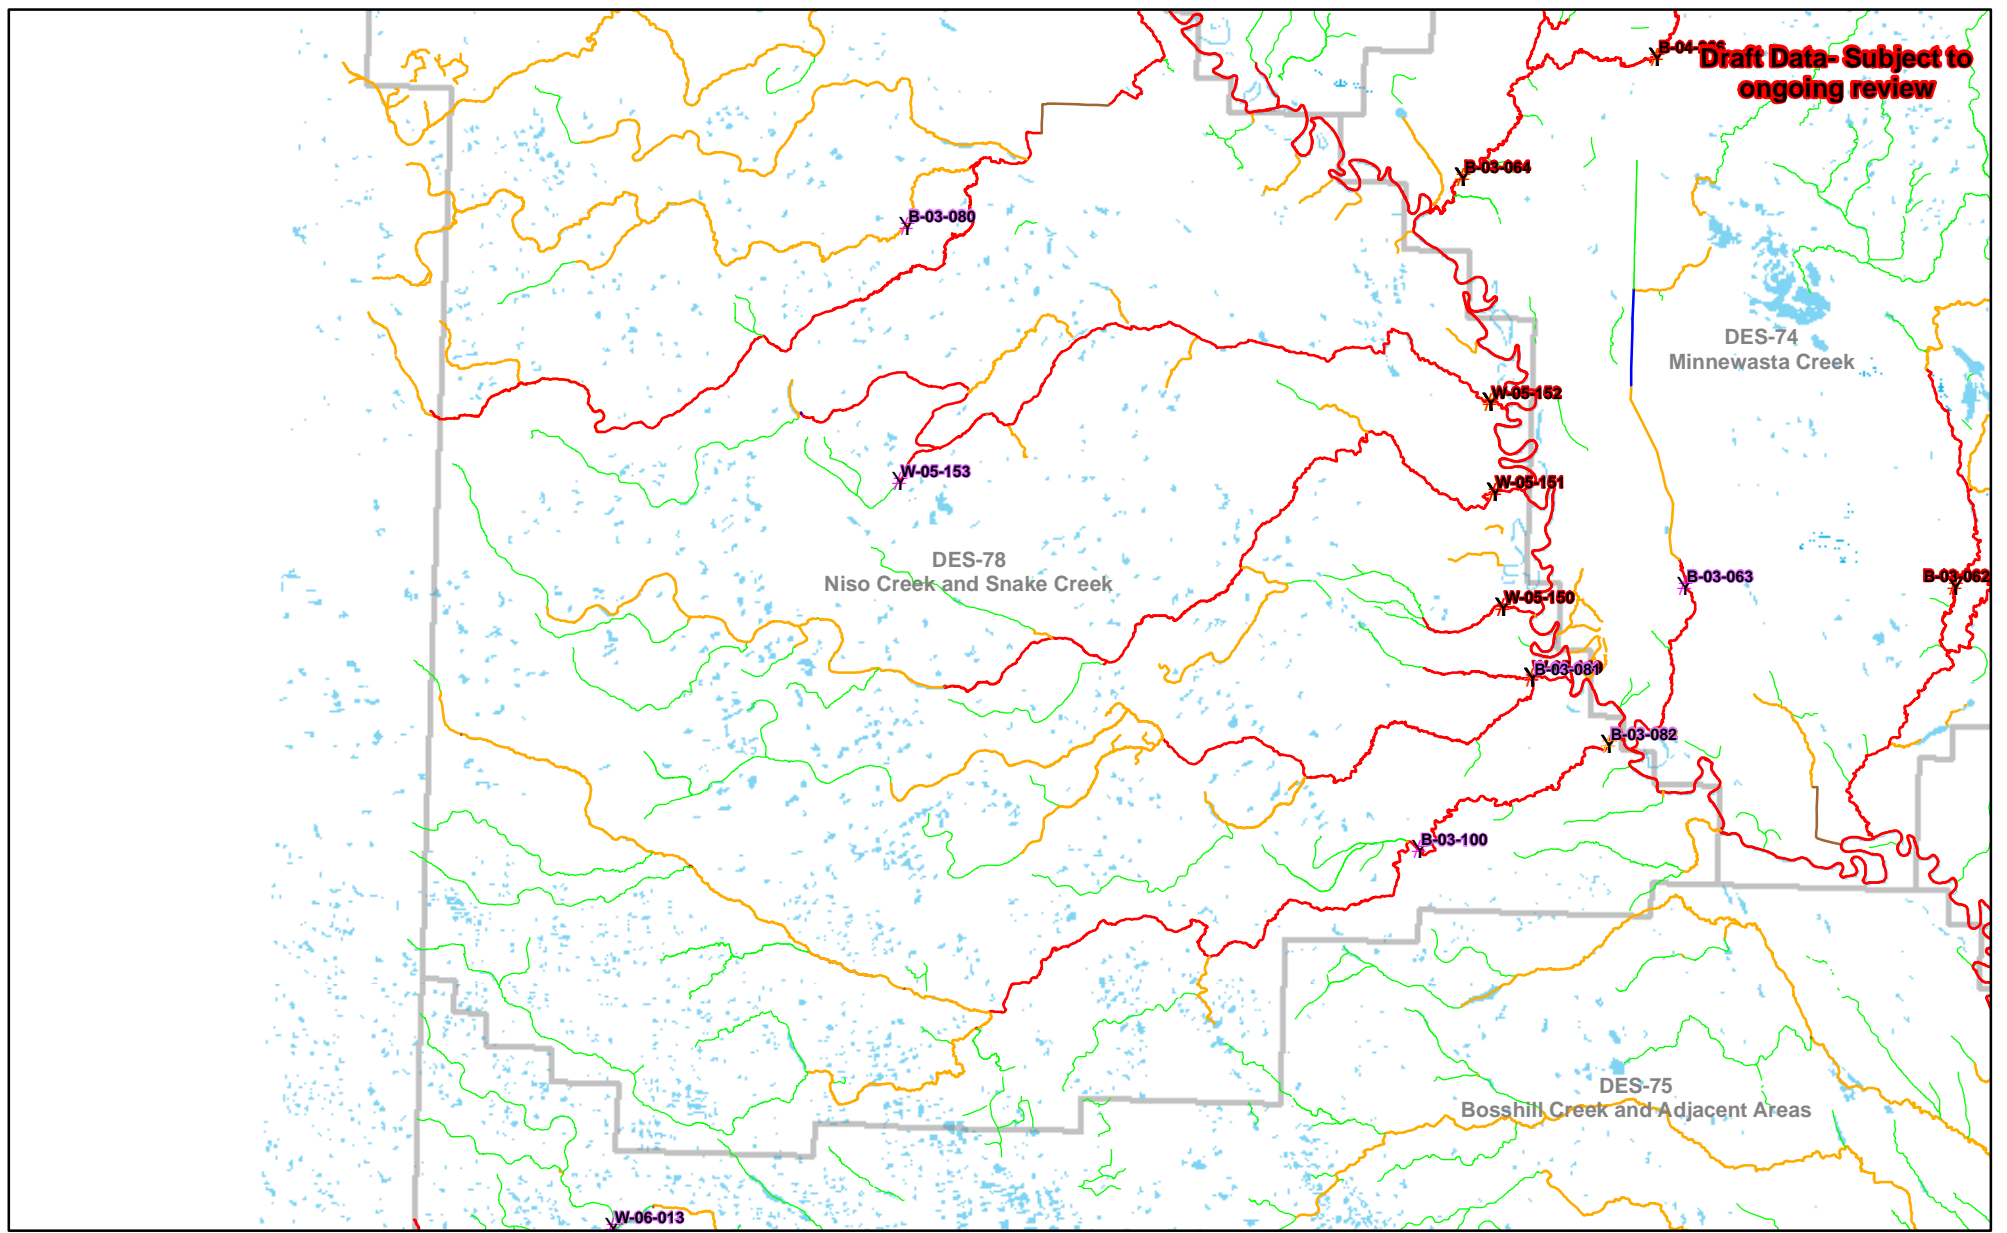 Draft Data- Subject to
ongoing review
B-03-064
B-03-080
DES-74
Minnewasta Creek
W-05-152
W-05-153
W-05-151
DES-78
Niso Creek and Snake Creek
B-03-063
B-03-062
W-05-150
B-03-081
B-03-082
B-03-100
DES-75
Bosshill Creek and Adjacent Areas
W-06-013